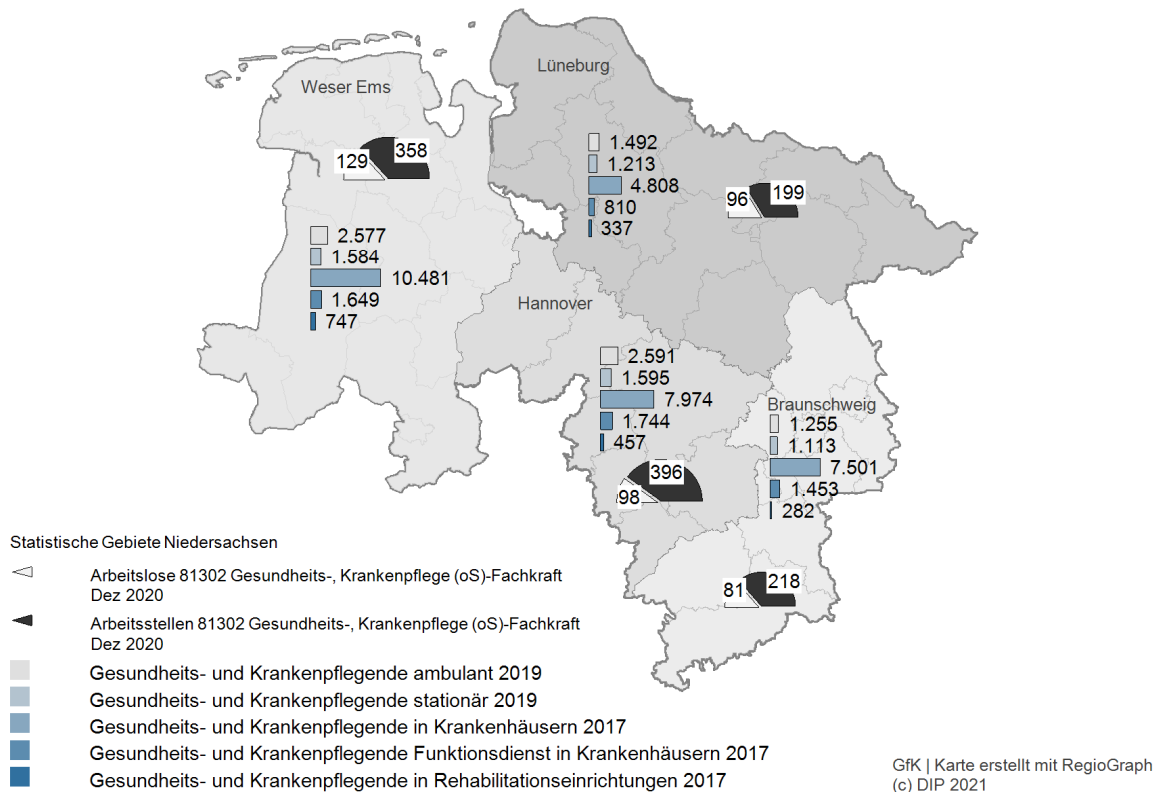 Lüneburg
Weser Ems
129
358
1.492
1.213
4.808
810
337
96
199
2.577
1.584
10.481
1.649
747
Hannover
2.591
1.595
7.974
1.744
457
98
396
Braunschweig
1.255
1.113
7.501
1.453
282
81
218
Statistische Gebiete Niedersachsen
Arbeitslose 81302 Gesundheits-, Krankenpflege (oS)-Fachkraft
Dez 2020
Arbeitsstellen 81302 Gesundheits-, Krankenpflege (oS)-Fachkraft
Dez 2020
Gesundheits- und Krankenpflegende ambulant 2019
Gesundheits- und Krankenpflegende stationär 2019
Gesundheits- und Krankenpflegende in Krankenhäusern 2017
Gesundheits- und Krankenpflegende Funktionsdienst in Krankenhäusern 2017
Gesundheits- und Krankenpflegende in Rehabilitationseinrichtungen 2017
GfK | Karte erstellt mit RegioGraph
(c) DIP 2021